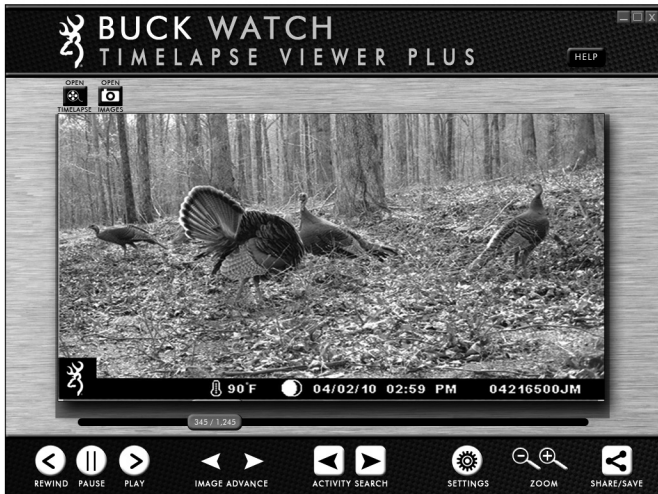 BUCK WATCH
TIMELAPSE VIEWER PLUS
HELP
OPEN
TIMELAPSE
OPEN
IMAGES
90°F 04/02/10 02:59 PM 04216500JM
345 / 1,245
REWIND PAUSE PLAY IMAGE ADVANCE ACTIVITY SEARCH SETTINGS ZOOM SHARE/SAVE